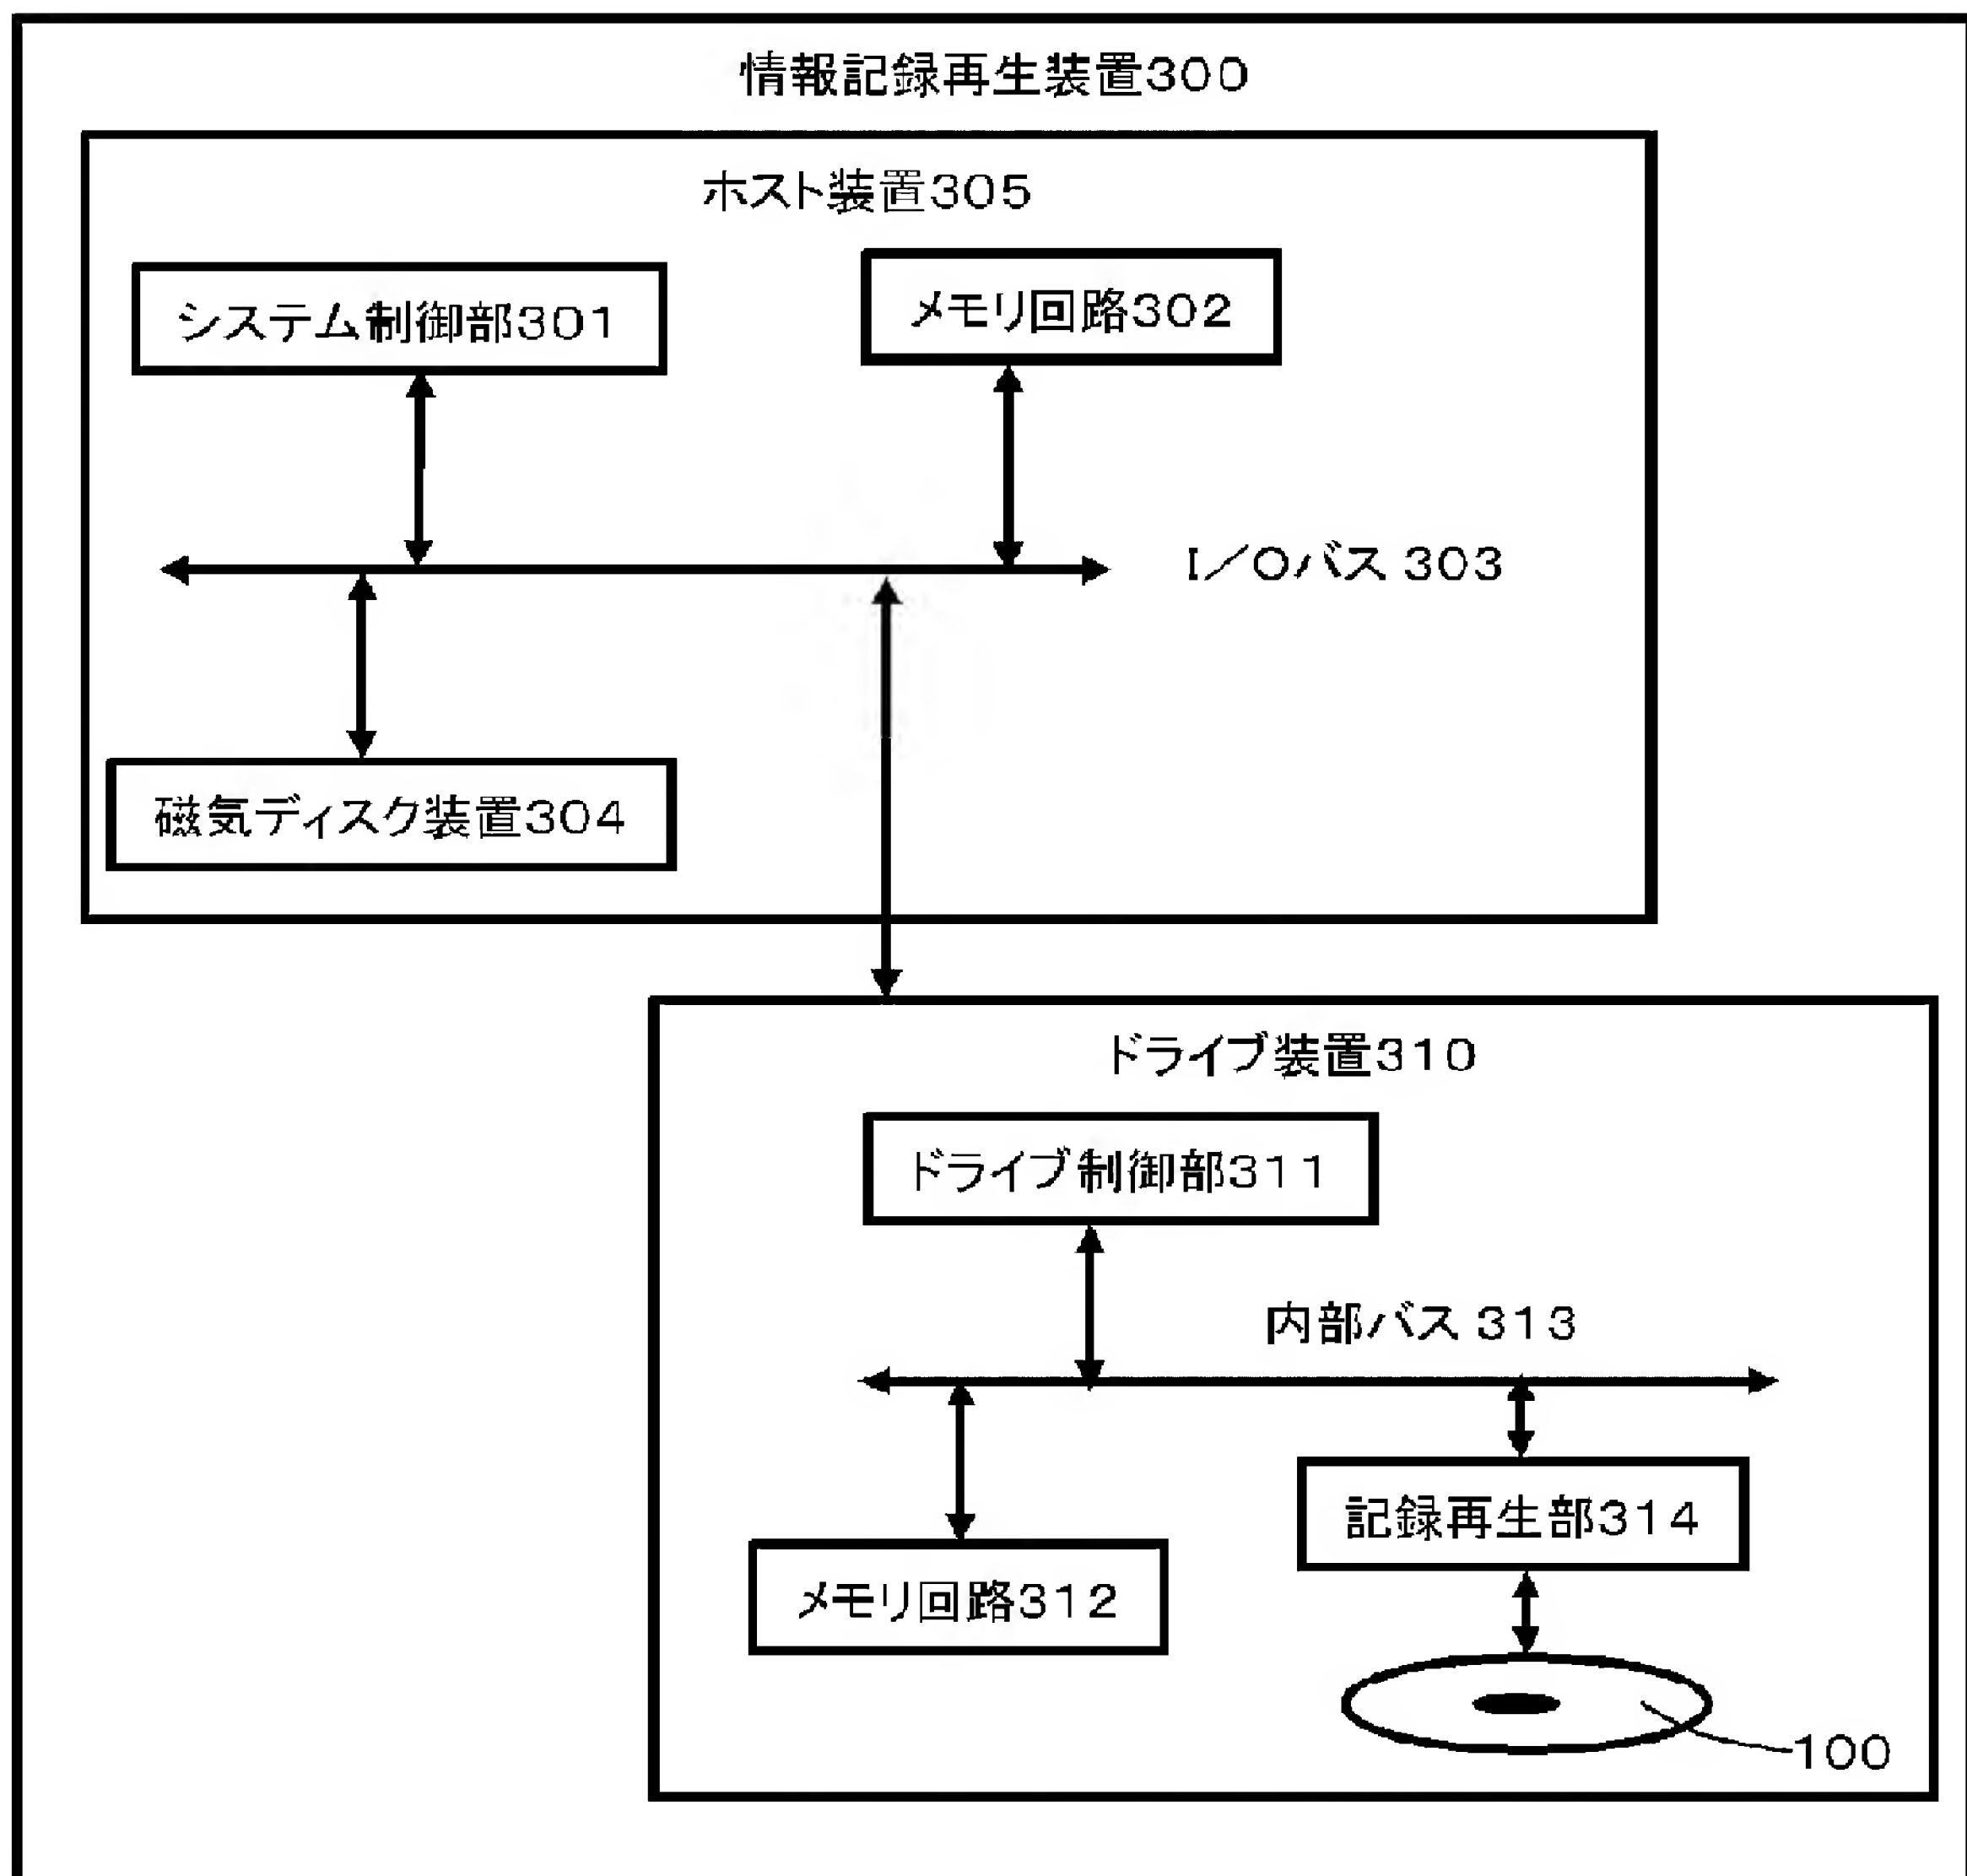 情報記録再生装置300
ホスト装置305
システム制御部301
メモリ回路302
I/Oバス 303
磁気ディスク装置304
ドライブ装置310
ドライブ制御部311
内部バス 313
記録再生部314
メモリ回路312
100